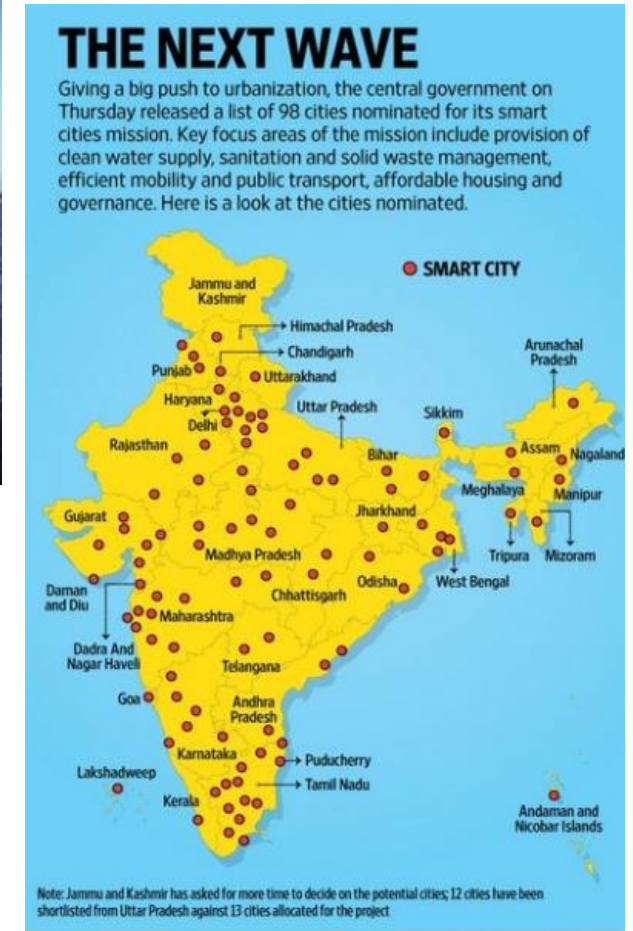 THE NEXT WAVE
Giving a big push to urbanization, the central government on
Thursday released a list of 98 cities nominated for its smart
cities mission. Key focus areas of the mission include provision of
clean water supply, sanitation and solid waste management,
efficient mobility and public transport, affordable housing and
governance. Here is a look at the cities nominated.
SMART CITY
Jammu and
Kashmir
Himachal Pradesh
Chandigarh
Punjab
Uttarakhand
Arunachal
Pradesh
Haryana
Uttar Pradesh
Sikkim
Delhi
Rajasthan
Bihar
Assam
Nagaland
Meghalaya
Manipur
Gujarat
Jharkhand
Madhya Pradesh
Tripura
Mizoram
Daman
and Diu
Chhattisgarh
Odisha
West Bengal
Maharashtra
Dadra And
Nagar Haveli
Telangana
Goa
Andhra
Pradesh
Karnataka
Puducherry
Lakshadweep
Tamil Nadu
Kerala
Andaman and
Nicobar Islands
Note: Jammu and Kashmir has asked for more time to decide on the potential cities; 12 cities have been
shortlisted from Uttar Pradesh against 13 cities allocated for the project